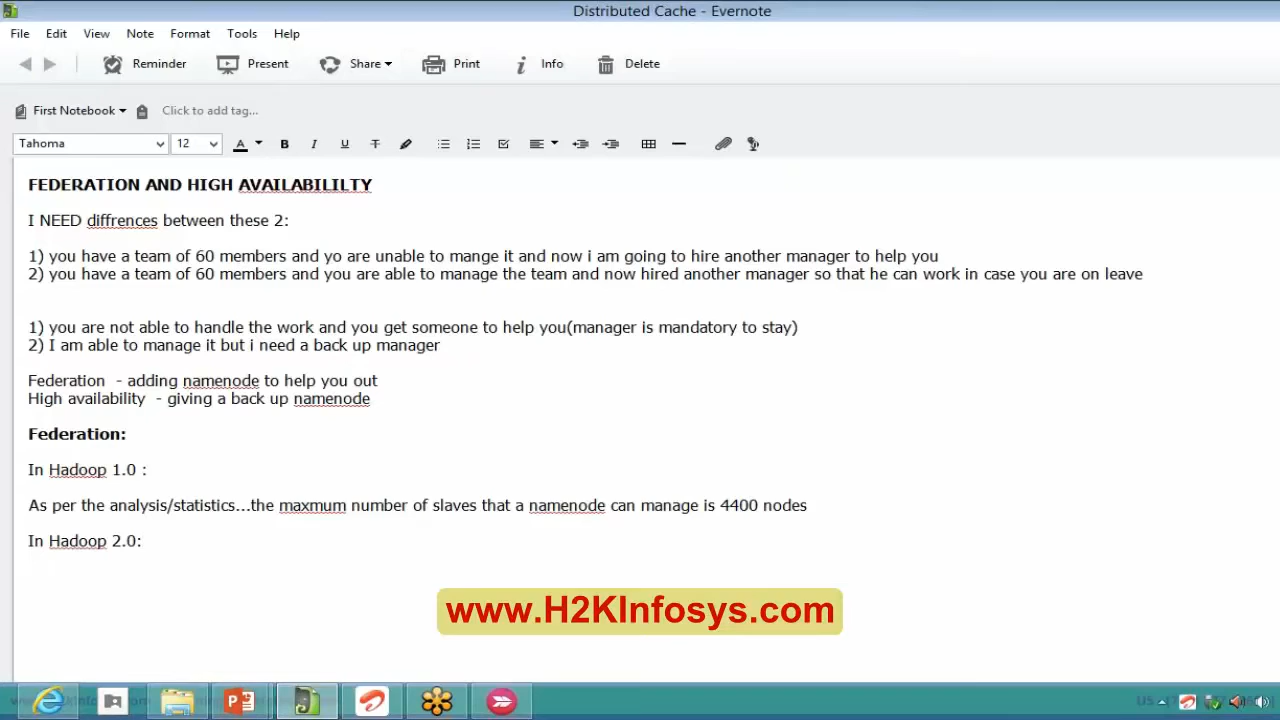 Distributed Cache - Evernote
File Edit View Note Format Tools Help
Reminder Present Share Print Info Delete
First Notebook Click to add tag...
Tahoma 12 A B I U T
FEDERATION AND HIGH AVAILABILILTY
I NEED diffrences between these 2:
1) you have a team of 60 members and yo are unable to mange it and now i am going to hire another manager to help you
2) you have a team of 60 members and you are able to manage the team and now hired another manager so that he can work in case you are on leave
1) you are not able to handle the work and you get someone to help you(manager is mandatory to stay)
2) I am able to manage it but i need a back up manager
Federation - adding namenode to help you out
High availability - giving a back up namenode
Federation:
In Hadoop 1.0 :
As per the analysis/statistics...the maxmum number of slaves that a namenode can manage is 4400 nodes
In Hadoop 2.0:
www.H2KInfosys.com